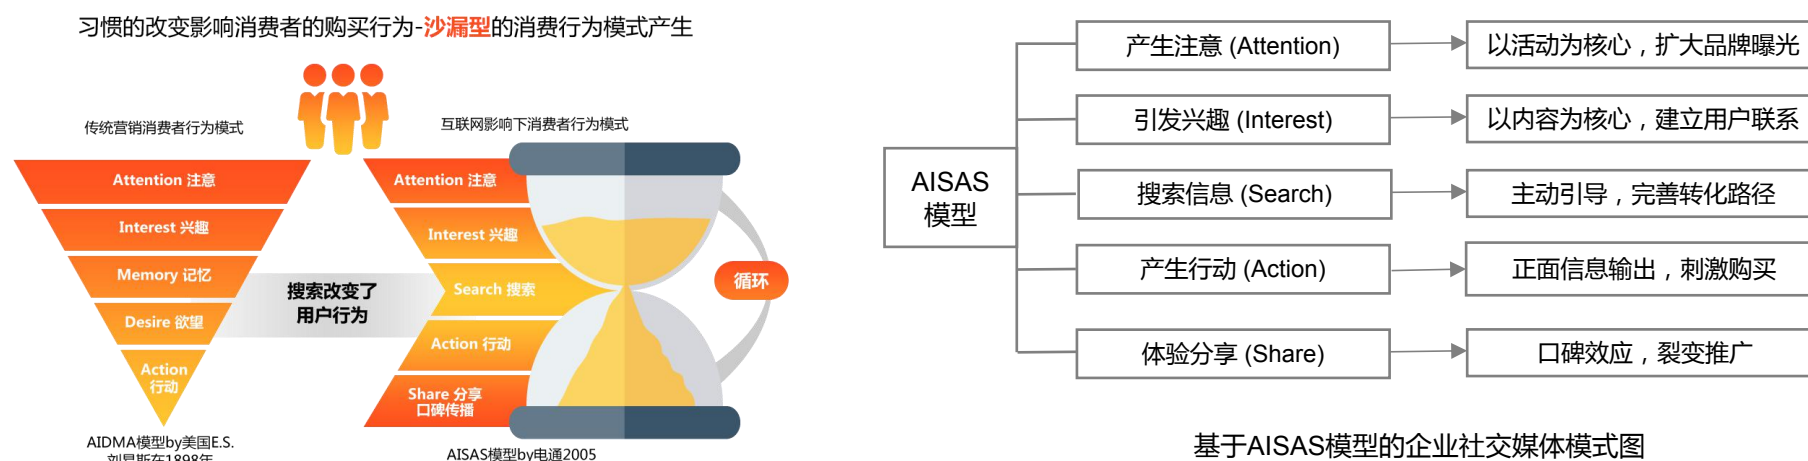 习惯的改变影响消费者的购买行为-沙漏型的消费行为模式产生
传统营销消费者行为模式
互联网影响下消费者行为模式
Attention 注意
Interest 兴趣
Memory 记忆
Desire 欲望
Action
行动
搜索改变了
用户行为
Attention 注意
Interest 兴趣
Search 搜索
Action 行动
Share 分享
口碑传播
循环
AIDMA模型by美国E.S.
刘易斯在1898年
AISAS模型by电通2005
AISAS
模型
产生注意 (Attention)
以活动为核心，扩大品牌曝光
引发兴趣 (Interest)
以内容为核心，建立用户联系
搜索信息 (Search)
主动引导，完善转化路径
产生行动 (Action)
正面信息输出，刺激购买
体验分享 (Share)
口碑效应，裂变推广
基于AISAS模型的企业社交媒体模式图